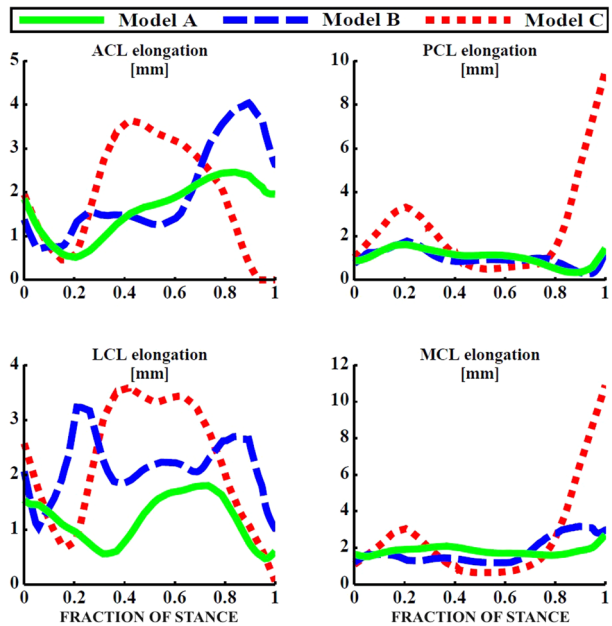 Model A Model B Model C
ACL elongation
[mm]
5
4
3
2
1
0
0 0.2 0.4 0.6 0.8 1
PCL elongation
[mm]
10
8
6
4
2
0
0 0.2 0.4 0.6 0.8 1
LCL elongation
[mm]
4
3
2
1
0
0 0.2 0.4 0.6 0.8 1
FRACTION OF STANCE
MCL elongation
[mm]
12
10
8
6
4
2
0
0 0.2 0.4 0.6 0.8 1
FRACTION OF STANCE